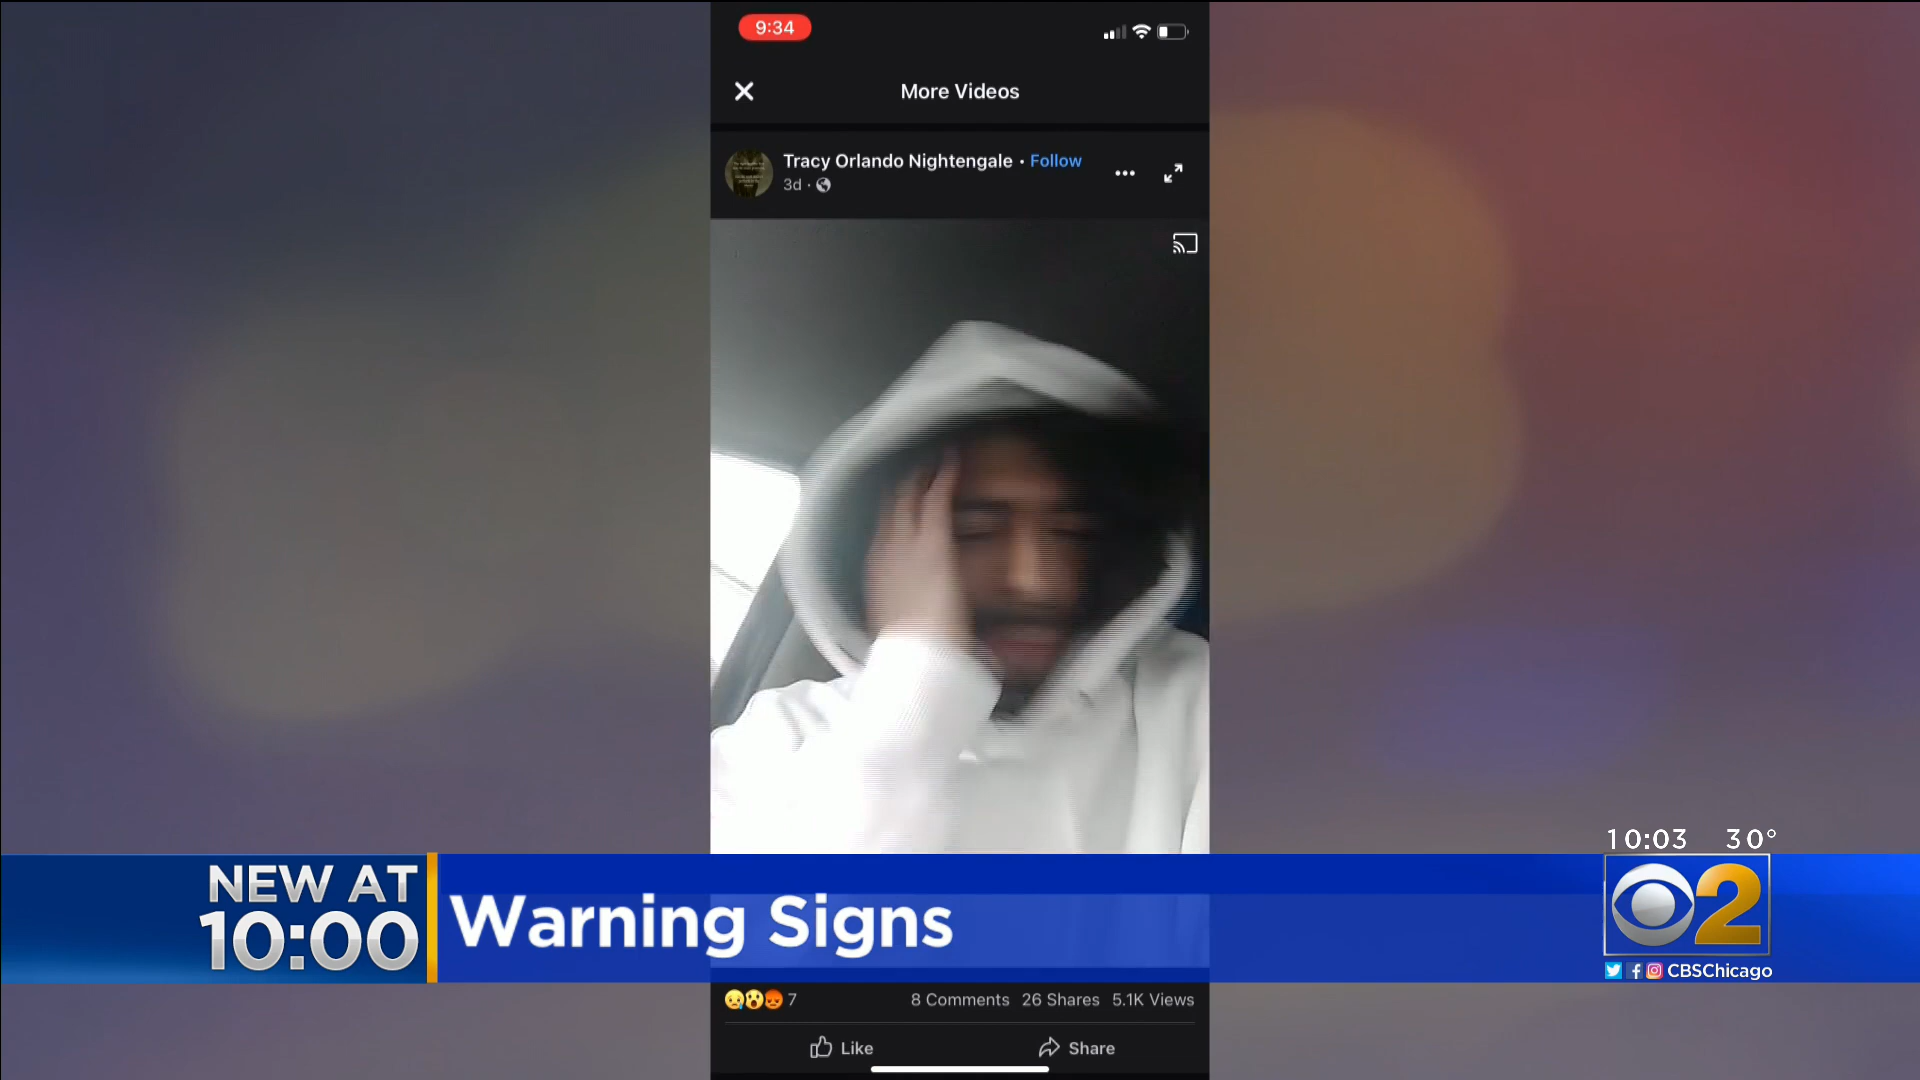 9:34
More Videos
Tracy Orlando Nightengale · Follow
3d ·
10:03 30°
NEW AT
10:00
Warning Signs
2
CBSChicago
7 8 Comments 26 Shares 5.1K Views
Like Share